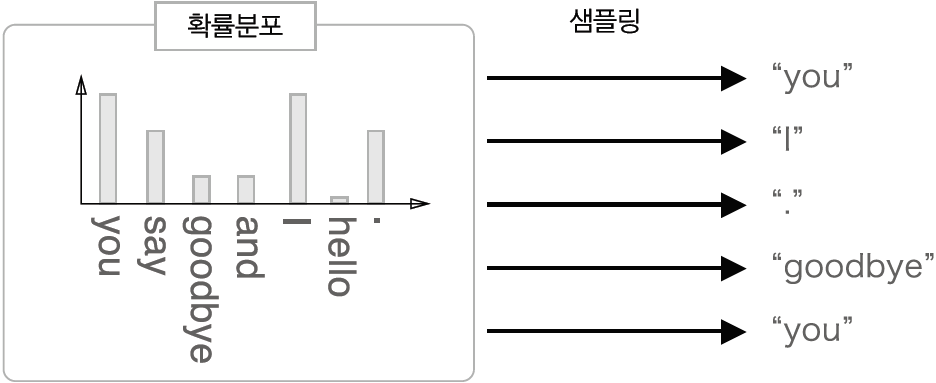 확률분포
샘플링
you
say
goodbye
and
I
hello
.
“you”
“I”
“.”
“goodbye”
“you”